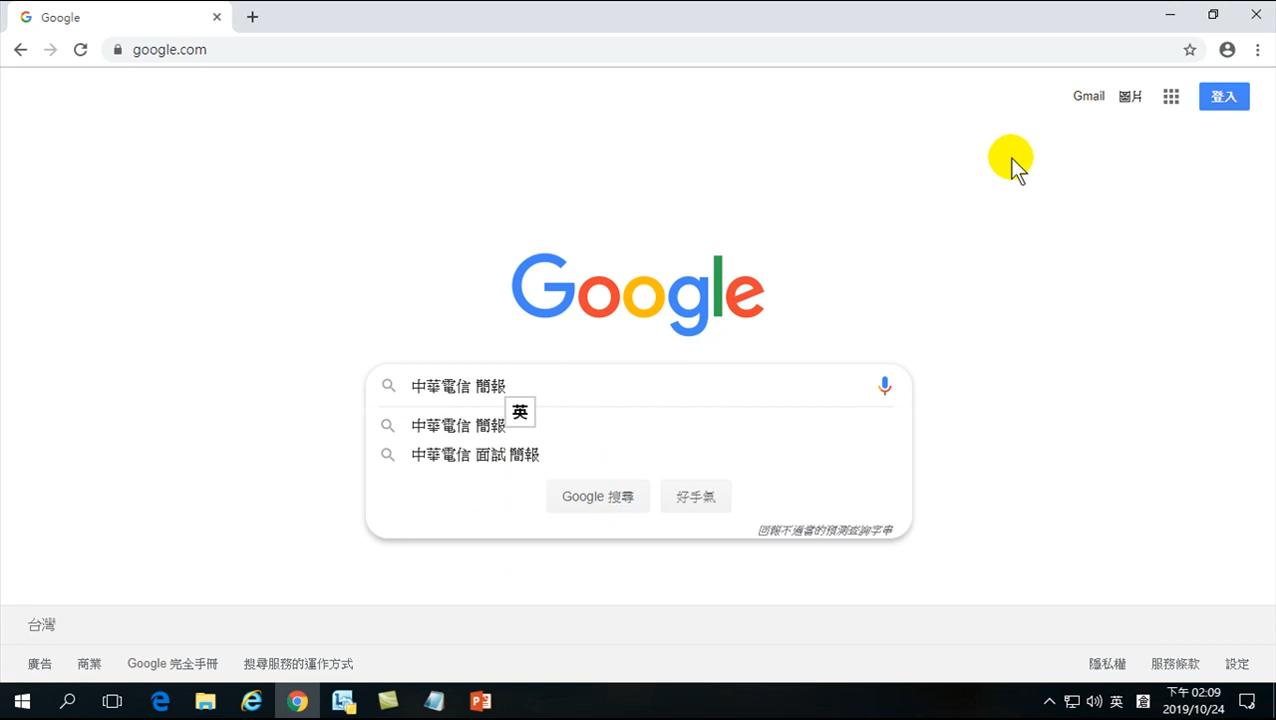 Google
google.com
Gmail 圖片 登入
Google
中華電信 簡報
英
中華電信 簡報
中華電信 面試 簡報
Google 搜尋 好手氣
回報不適當的預測或詢字串
台灣
廣告 商業 Google 完全手冊 搜尋服務的運作方式 隱私權 服務條款 設定
英 倉 下午 02:09
2019/10/24